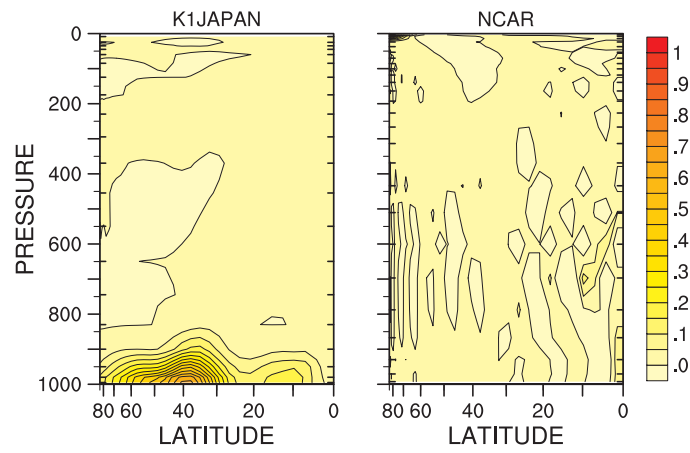 K1JAPAN
NCAR
PRESSURE
0
200
400
600
800
1000
80 60 40 20 0
LATITUDE
80 60 40 20 0
LATITUDE
1
.9
.8
.7
.6
.5
.4
.3
.2
.1
.0